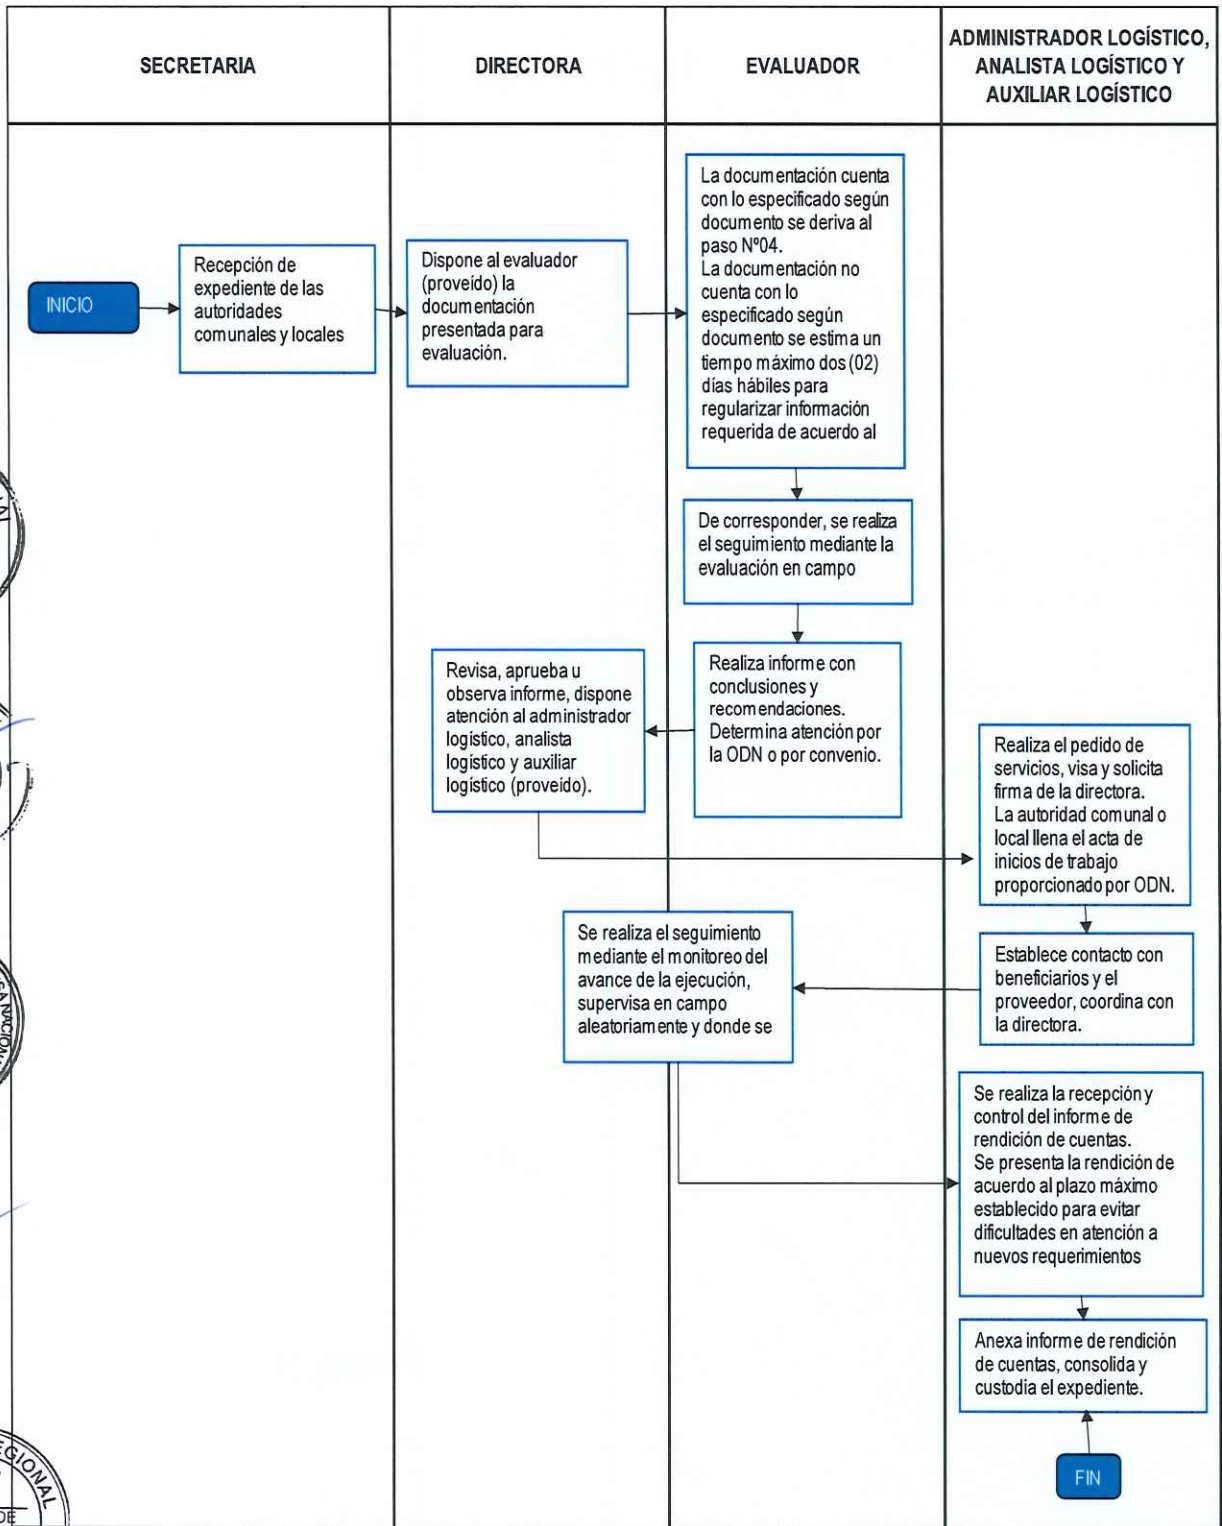 SECRETARIA
DIRECTORA
EVALUADOR
ADMINISTRADOR LOGÍSTICO,
ANALISTA LOGÍSTICO Y
AUXILIAR LOGÍSTICO
INICIO
Recepción de
expediente de las
autoridades
comunales y locales
Dispone al evaluador
(proveído) la
documentación
presentada para
evaluación.
La documentación cuenta
con lo especificado según
documento se deriva al
paso Nº04.
La documentación no
cuenta con lo
especificado según
documento se estima un
tiempo máximo dos (02)
días hábiles para
regularizar información
requerida de acuerdo al
De corresponder, se realiza
el seguimiento mediante la
evaluación en campo
Realiza informe con
conclusiones y
recomendaciones.
Determina atención por
la ODN o por convenio.
Revisa, aprueba u
observa informe, dispone
atención al administrador
logístico, analista
logístico y auxiliar
logístico (proveído).
Realiza el pedido de
servicios, visa y solicita
firma de la directora.
La autoridad comunal o
local llena el acta de
inicios de trabajo
proporcionado por ODN.
Establece contacto con
beneficiarios y el
proveedor, coordina con
la directora.
Se realiza el seguimiento
mediante el monitoreo del
avance de la ejecución,
supervisa en campo
aleatoriamente y donde se
Se realiza la recepción y
control del informe de
rendición de cuentas.
Se presenta la rendición de
acuerdo al plazo máximo
establecido para evitar
dificultades en atención a
nuevos requerimientos
Anexa informe de rendición
de cuentas, consolida y
custodia el expediente.
FIN
REGIONAL
DE